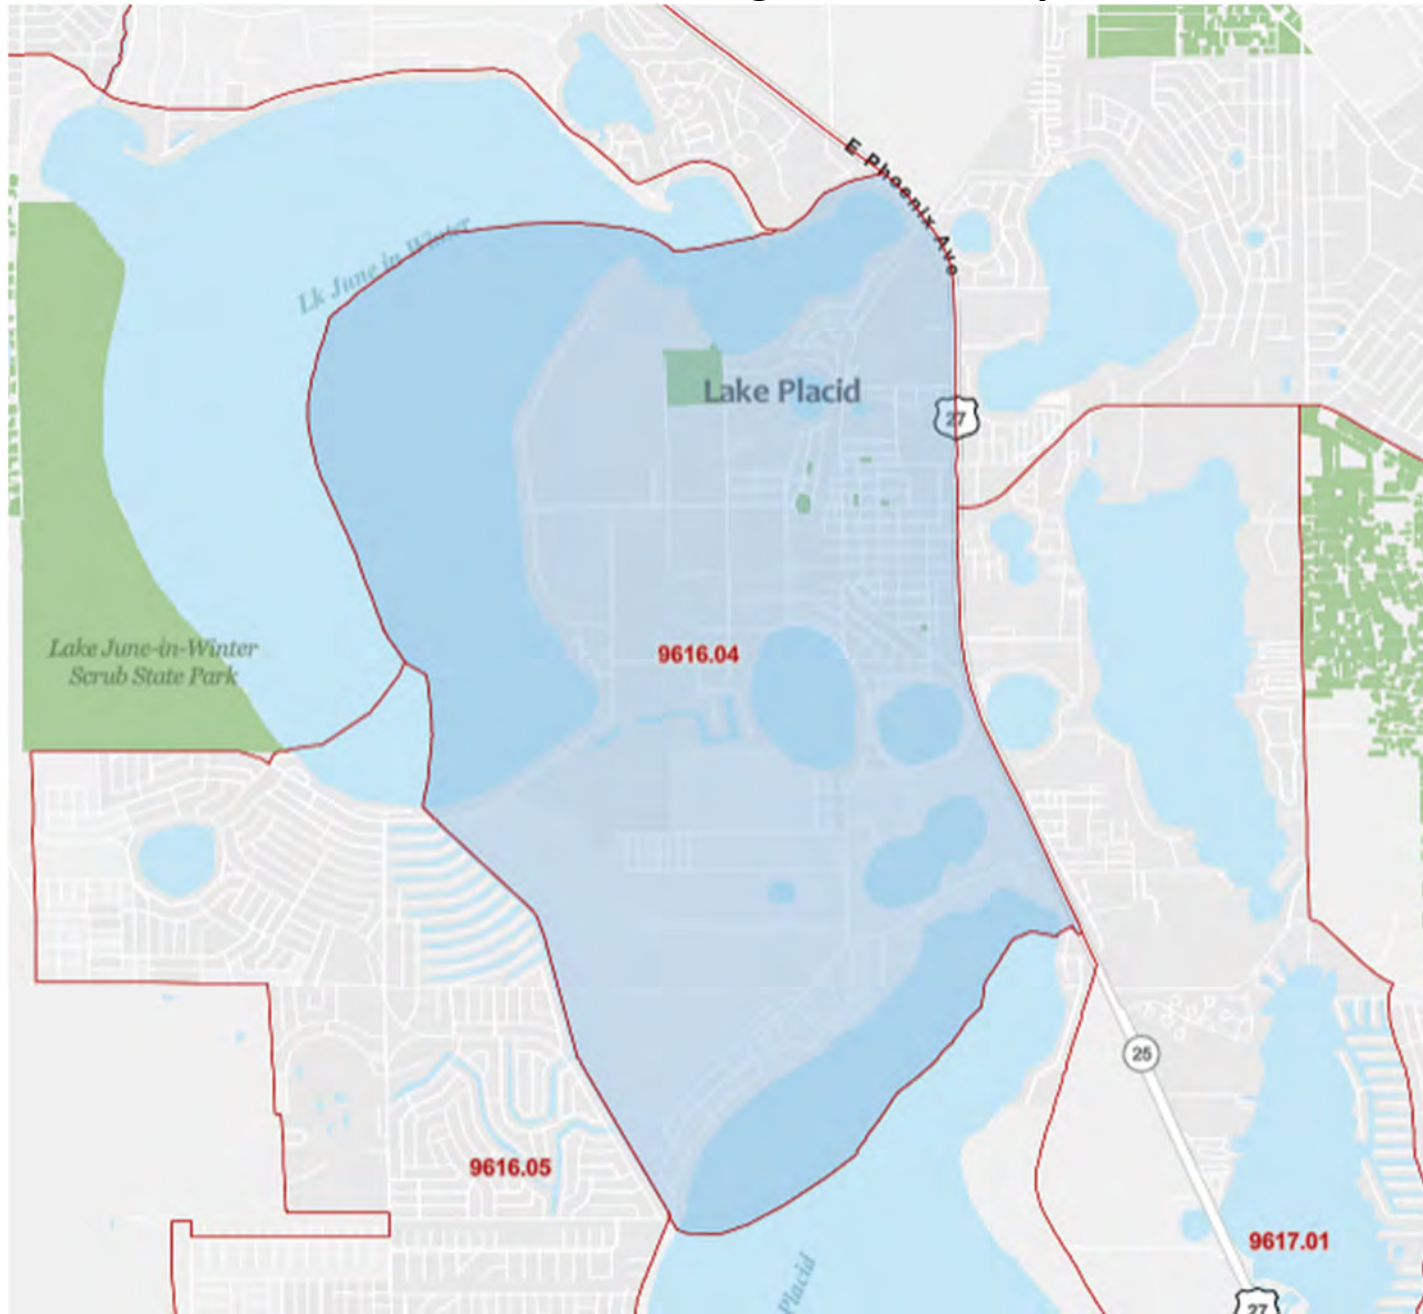 E Phoenix Ave
Lk June in Winter
Lake Placid
27
Lake June-in-Winter
Scrub State Park
9616.04
25
9616.05
9617.01
Placid
27